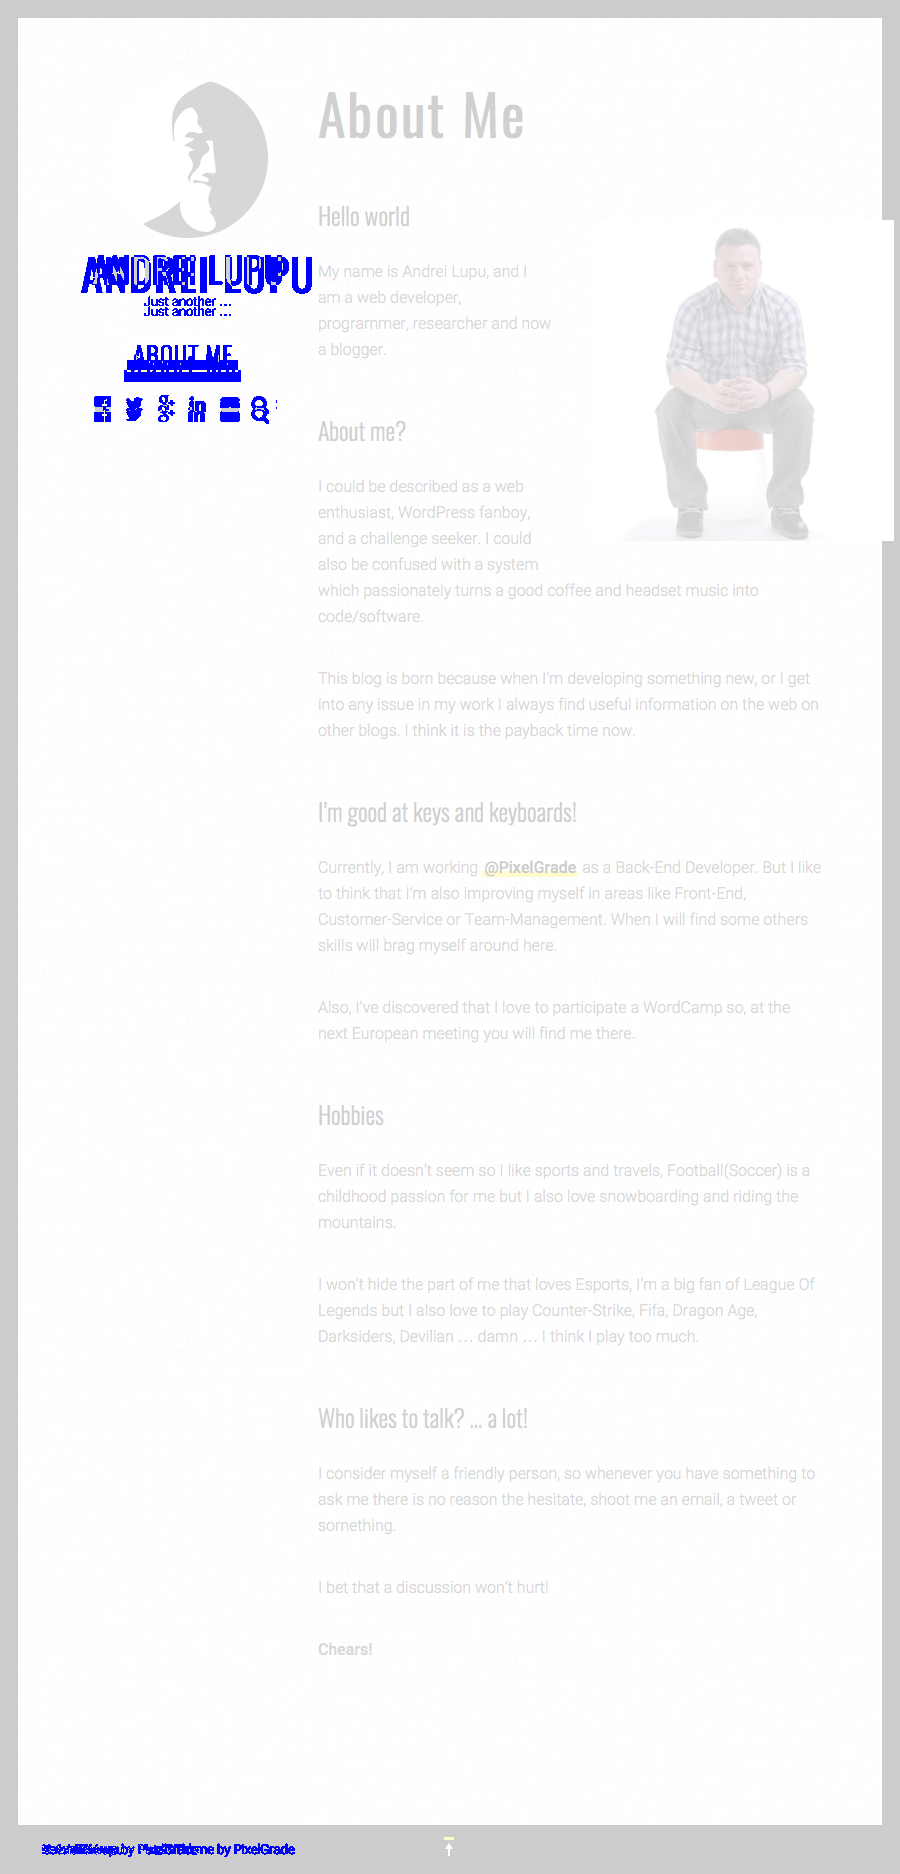 ANDREI LUPU
Just another ...
Just another ...
ABOUT ME
About Me
Hello world
My name is Andrei Lupu, and I
am a web developer,
programmer, researcher and now
a blogger.
About me?
I could be described as a web
enthusiast, WordPress fanboy,
and a challenge seeker. I could
also be confused with a system
which passionately turns a good coffee and headset music into
code/software.
This blog is born because when I’m developing something new, or I get
into any issue in my work I always find useful information on the web on
other blogs. I think it is the payback time now.
I’m good at keys and keyboards!
Currently, I am working @PixelGrade as a Back-End Developer. But I like
to think that I’m also improving myself in areas like Front-End,
Customer-Service or Team-Management. When I will find some others
skills will brag myself around here.
Also, I’ve discovered that I love to participate a WordCamp so, at the
next European meeting you will find me there.
Hobbies
Even if it doesn’t seem so I like sports and travels, Football(Soccer) is a
childhood passion for me but I also love snowboarding and riding the
mountains.
I won’t hide the part of me that loves Esports, I’m a big fan of League Of
Legends but I also love to play Counter-Strike, Fifa, Dragon Age,
Darksiders, Devilian … damn … I think I play too much.
Who likes to talk? … a lot!
I consider myself a friendly person, so whenever you have something to
ask me there is no reason the hesitate, shoot me an email, a tweet or
something.
I bet that a discussion won’t hurt!
Chears!
by PixelGrade